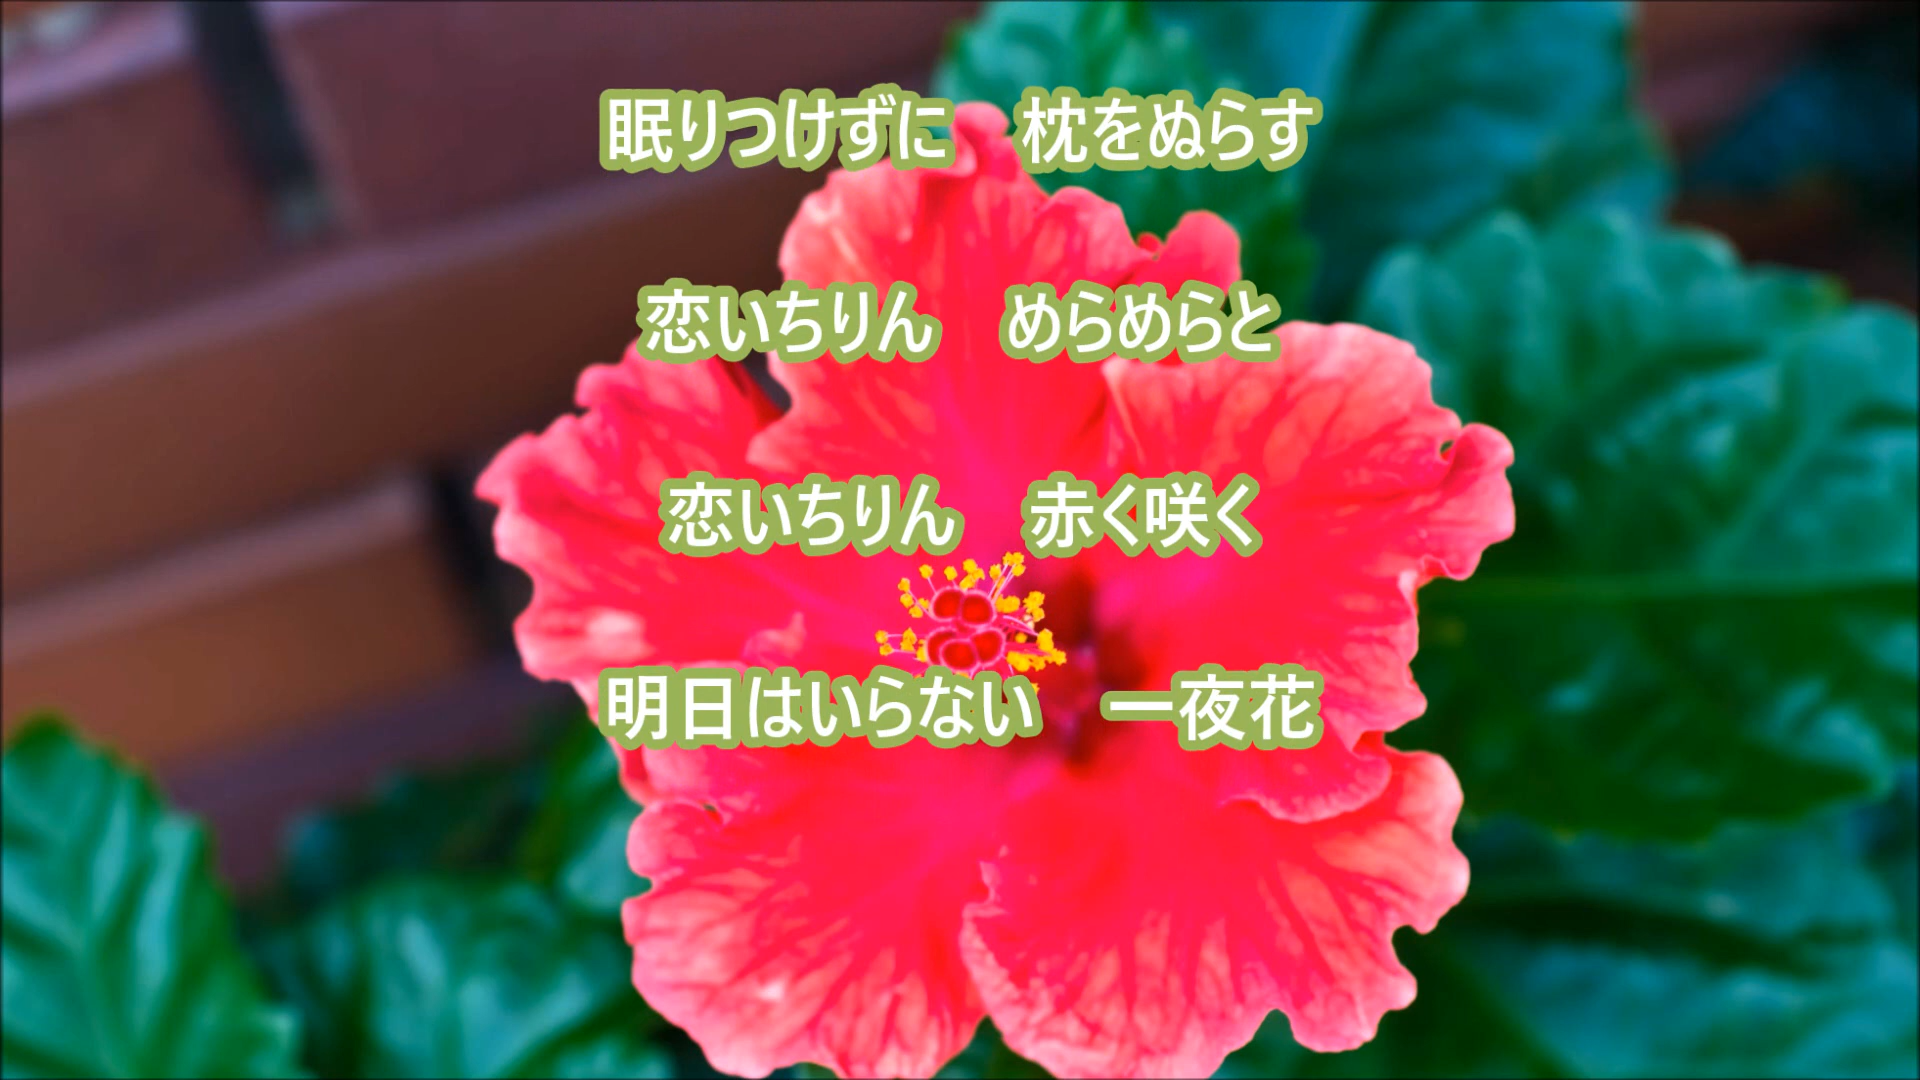 眠りつけずに　枕をぬらす
恋いちりん　めらめらと
恋いちりん　赤く咲く
明日はいらない　一夜花